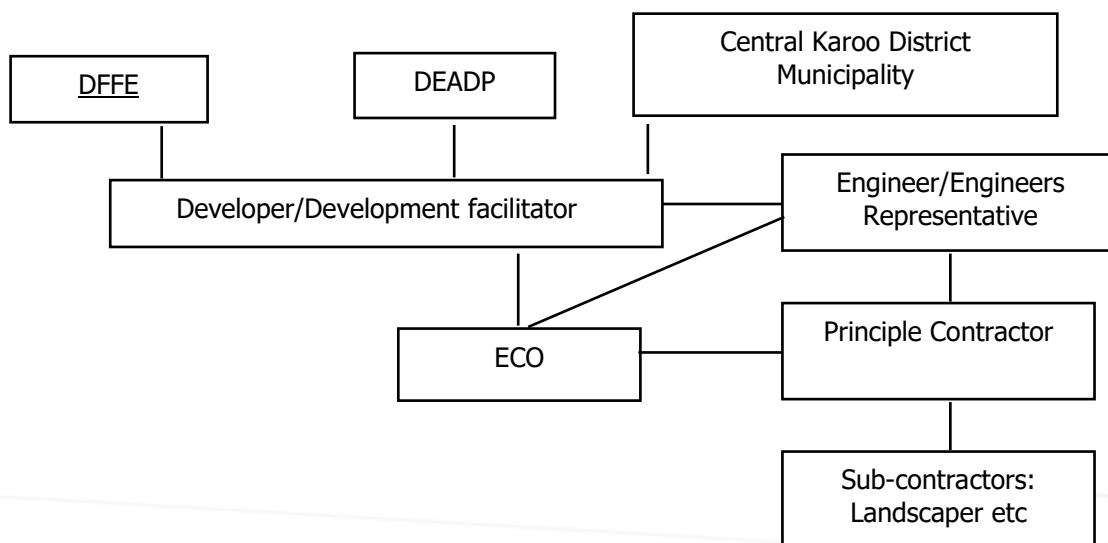 DFFE
DEADP
Central Karoo District
Municipality
Developer/Development facilitator
Engineer/Engineers
Representative
ECO
Principle Contractor
Sub-contractors:
Landscaper etc